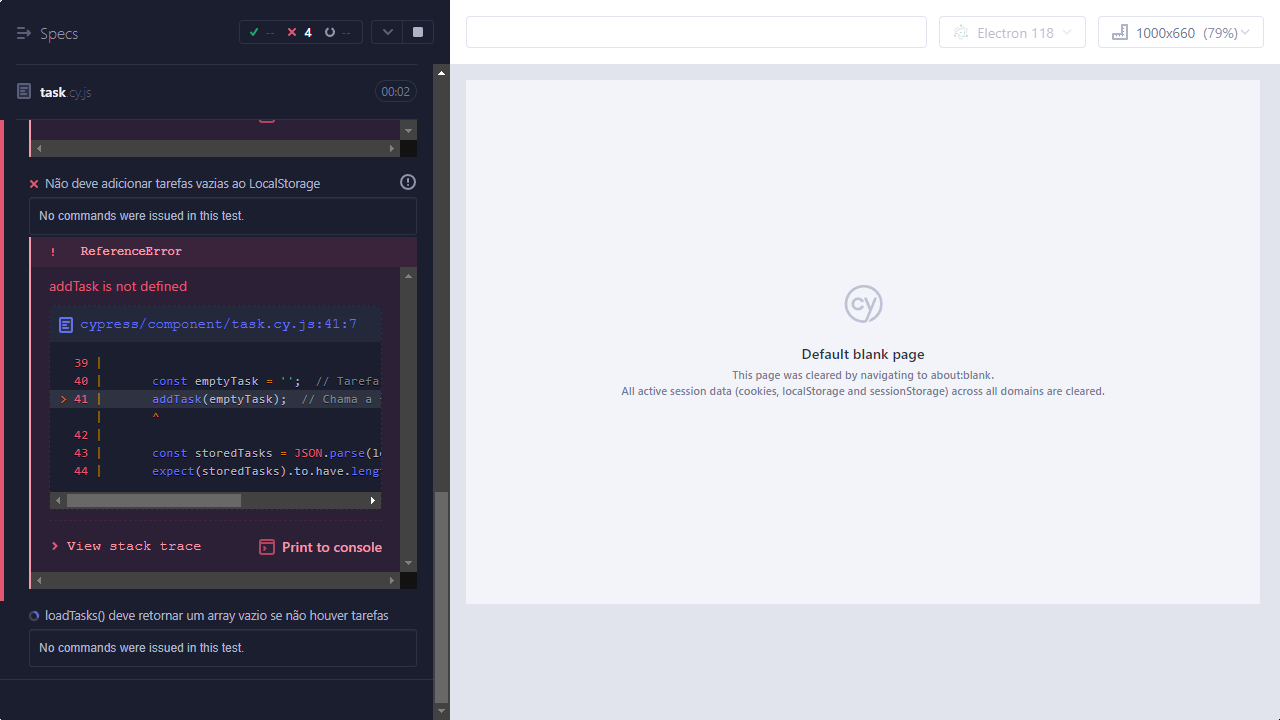 Specs
-- 4 --
Electron 118
1000x660 (79%)
task.cy.js
00:02
Não deve adicionar tarefas vazias ao LocalStorage
No commands were issued in this test.
! ReferenceError
addTask is not defined
cypress/component/task.cy.js:41:7
39 |
40 | const emptyTask = ''; // Tarefa
> 41 | addTask(emptyTask); // Chama a
| ^
42 |
43 | const storedTasks = JSON.parse(
44 | expect(storedTasks).to.have.lengt
View stack trace
Print to console
loadTasks() deve retornar um array vazio se não houver tarefas
No commands were issued in this test.
cy
Default blank page
This page was cleared by navigating to about:blank.
All active session data (cookies, localStorage and sessionStorage) across all domains are cleared.